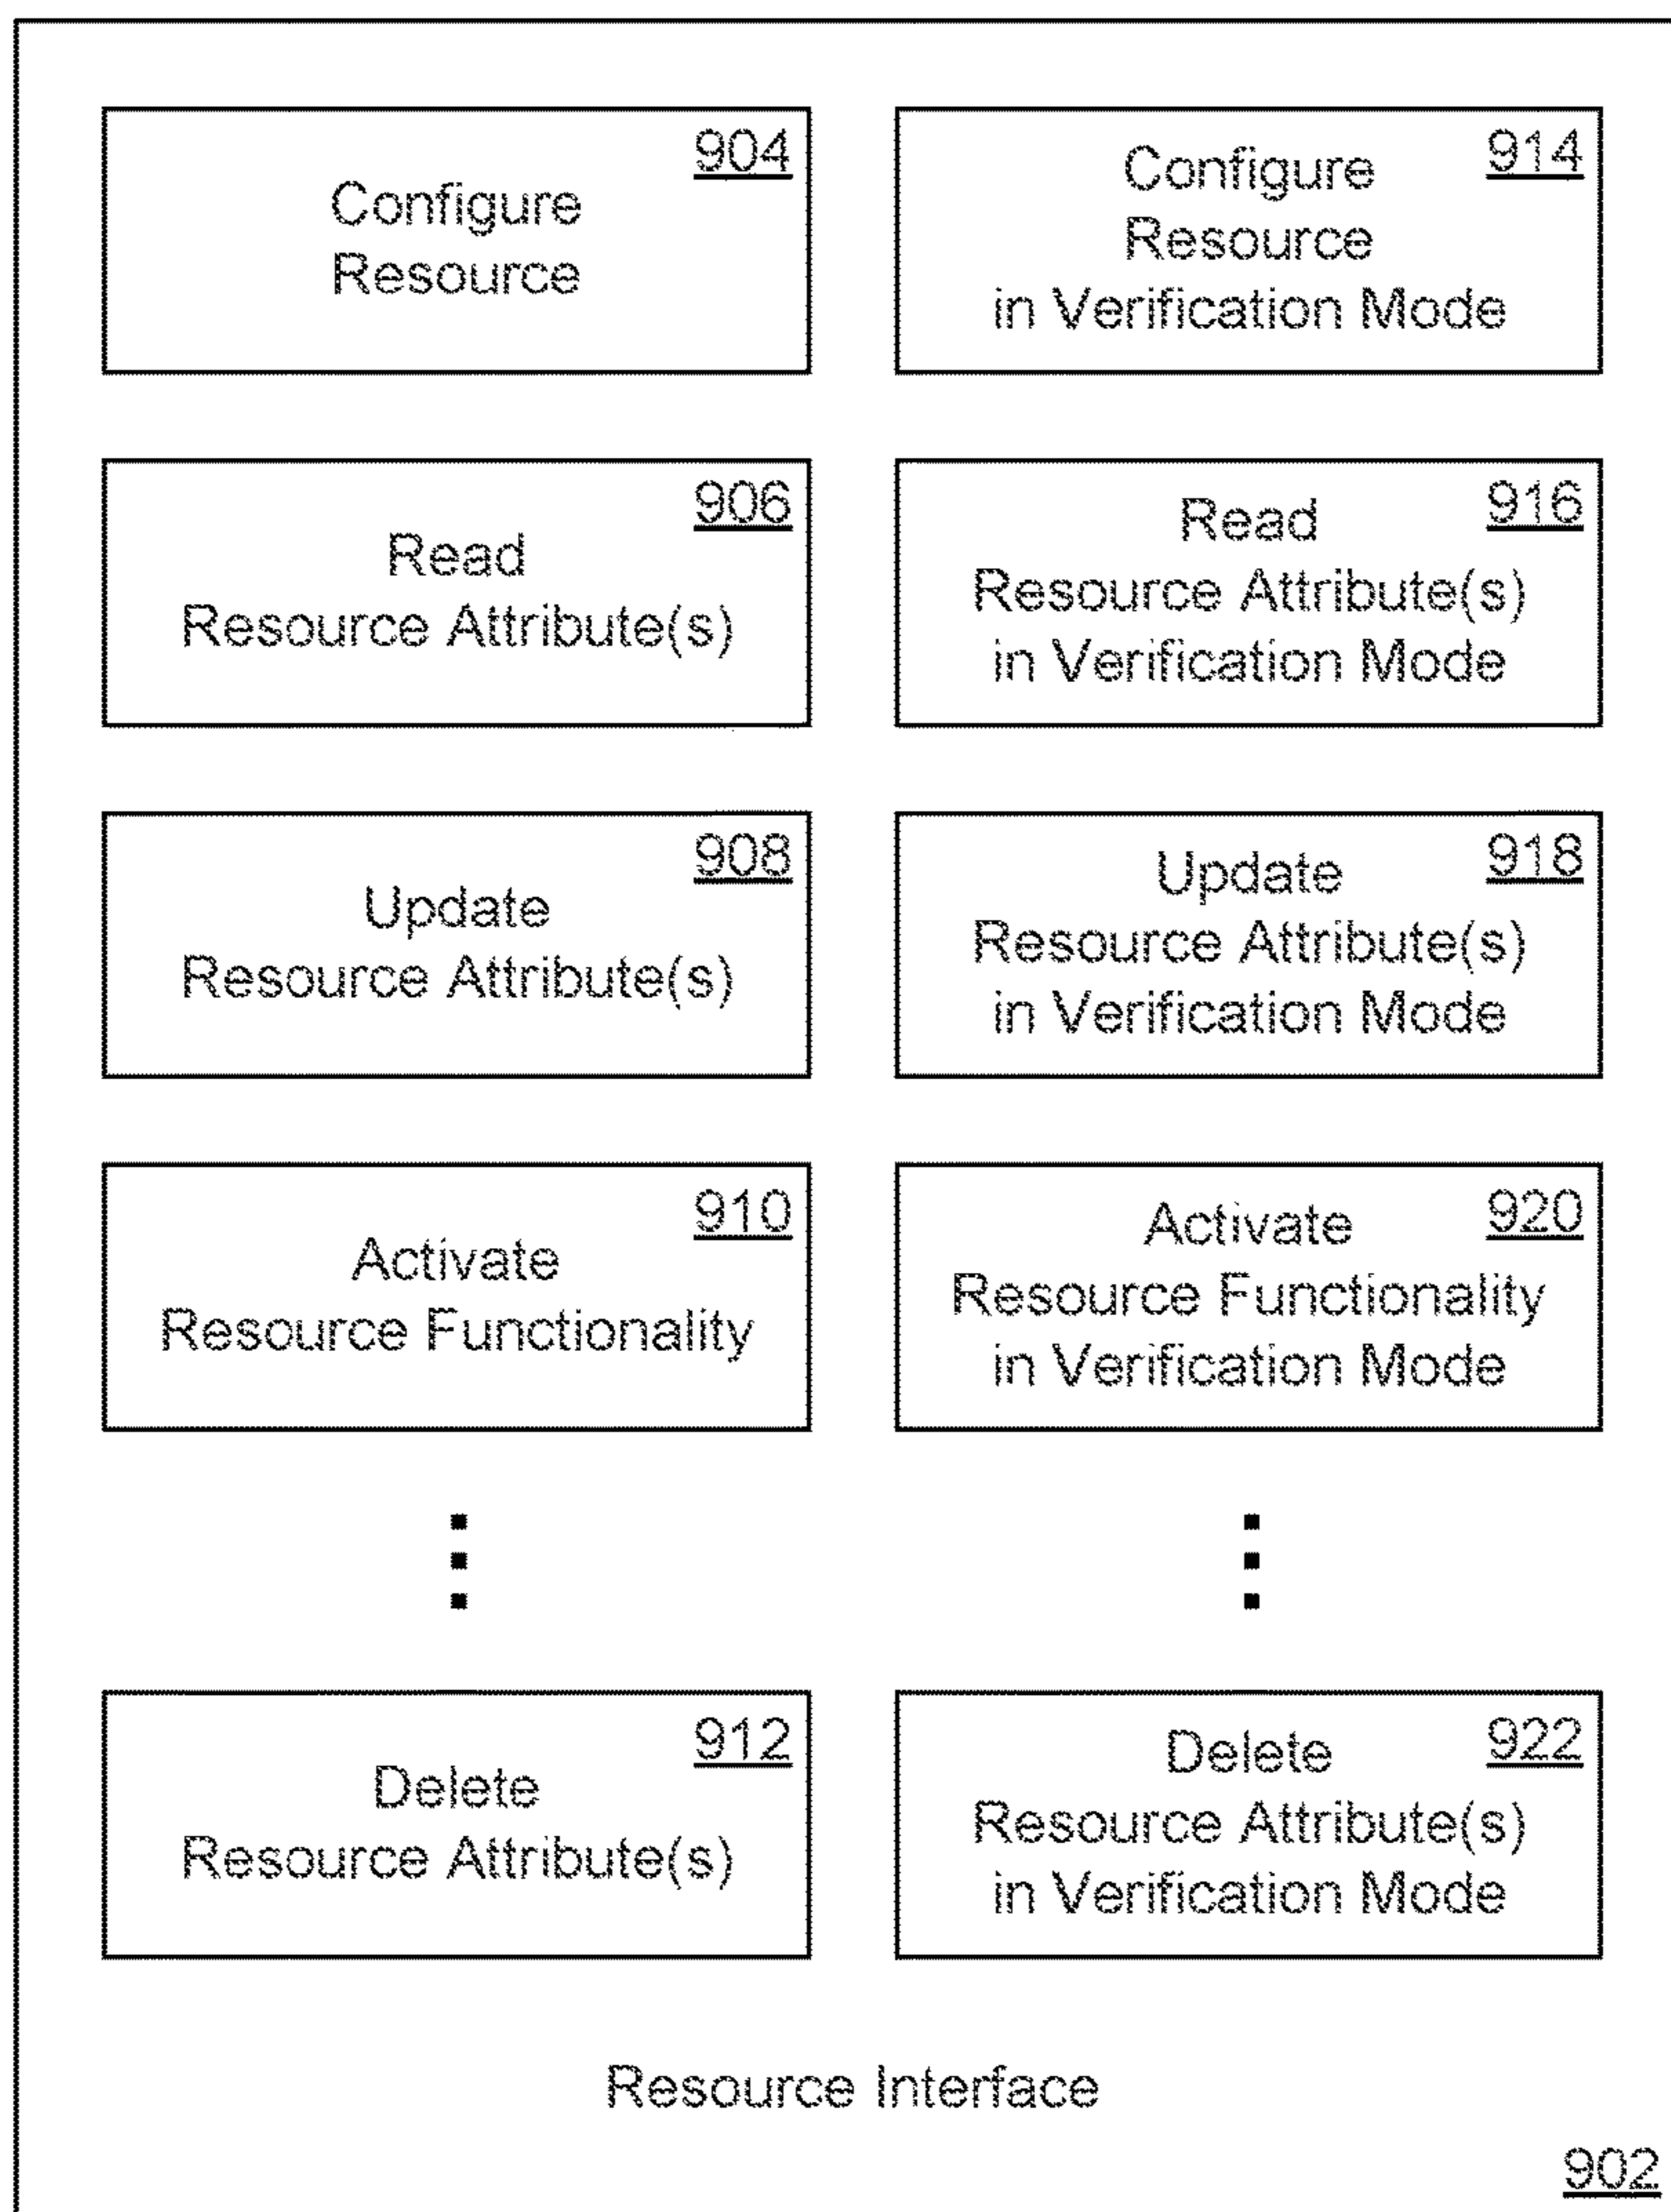 904
Configure
Resource
914
Configure
Resource
in Verification Mode
906
Read
Resource Attribute(s)
916
Read
Resource Attribute(s)
in Verification Mode
908
Update
Resource Attribute(s)
918
Update
Resource Attribute(s)
in Verification Mode
910
Activate
Resource Functionality
920
Activate
Resource Functionality
in Verification Mode
912
Delete
Resource Attribute(s)
922
Delete
Resource Attribute(s)
in Verification Mode
Resource Interface
902